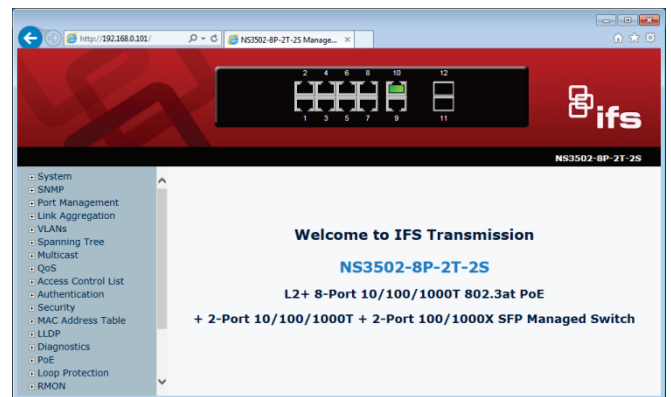 http://192.168.0.101/
NS3502-8P-2T-2S Manage...
2 4 6 8 10 12
1 3 5 7 9 11
ifs
NS3502-8P-2T-2S
System
SNMP
Port Management
Link Aggregation
VLANs
Spanning Tree
Multicast
QoS
Access Control List
Authentication
Security
MAC Address Table
LLDP
Diagnostics
PoE
Loop Protection
RMON
Welcome to IFS Transmission
NS3502-8P-2T-2S
L2+ 8-Port 10/100/1000T 802.3at PoE
+ 2-Port 10/100/1000T + 2-Port 100/1000X SFP Managed Switch